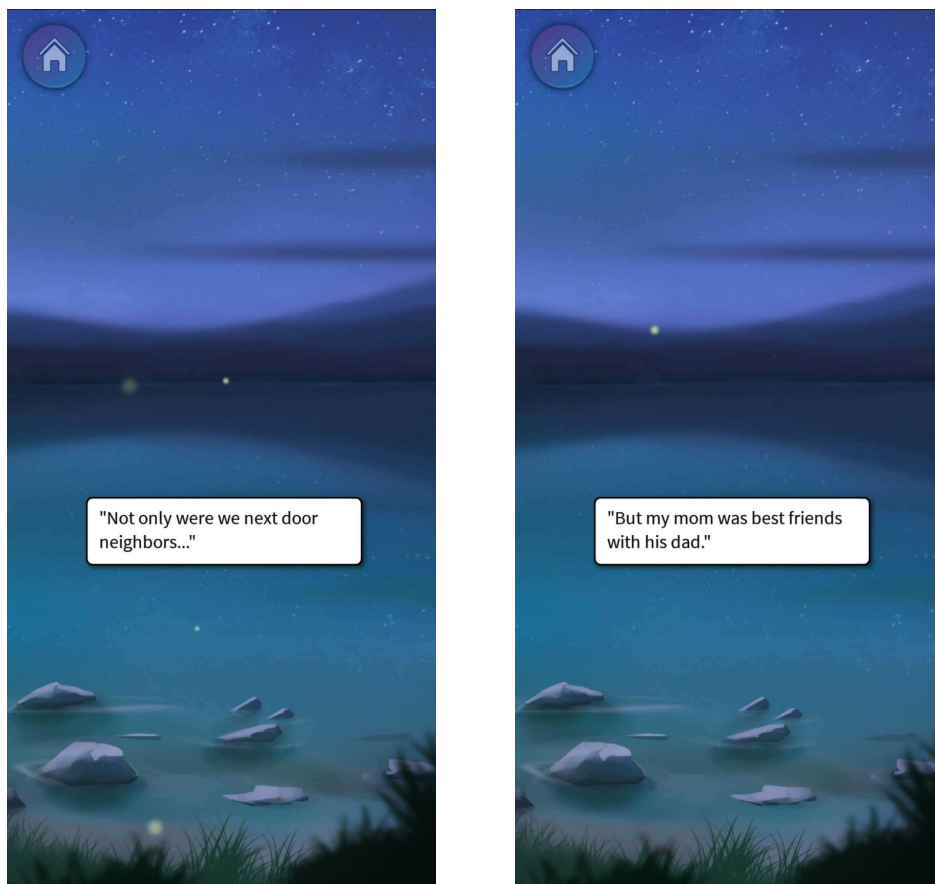 "Not only were we next door
neighbors..."
"But my mom was best friends
with his dad."